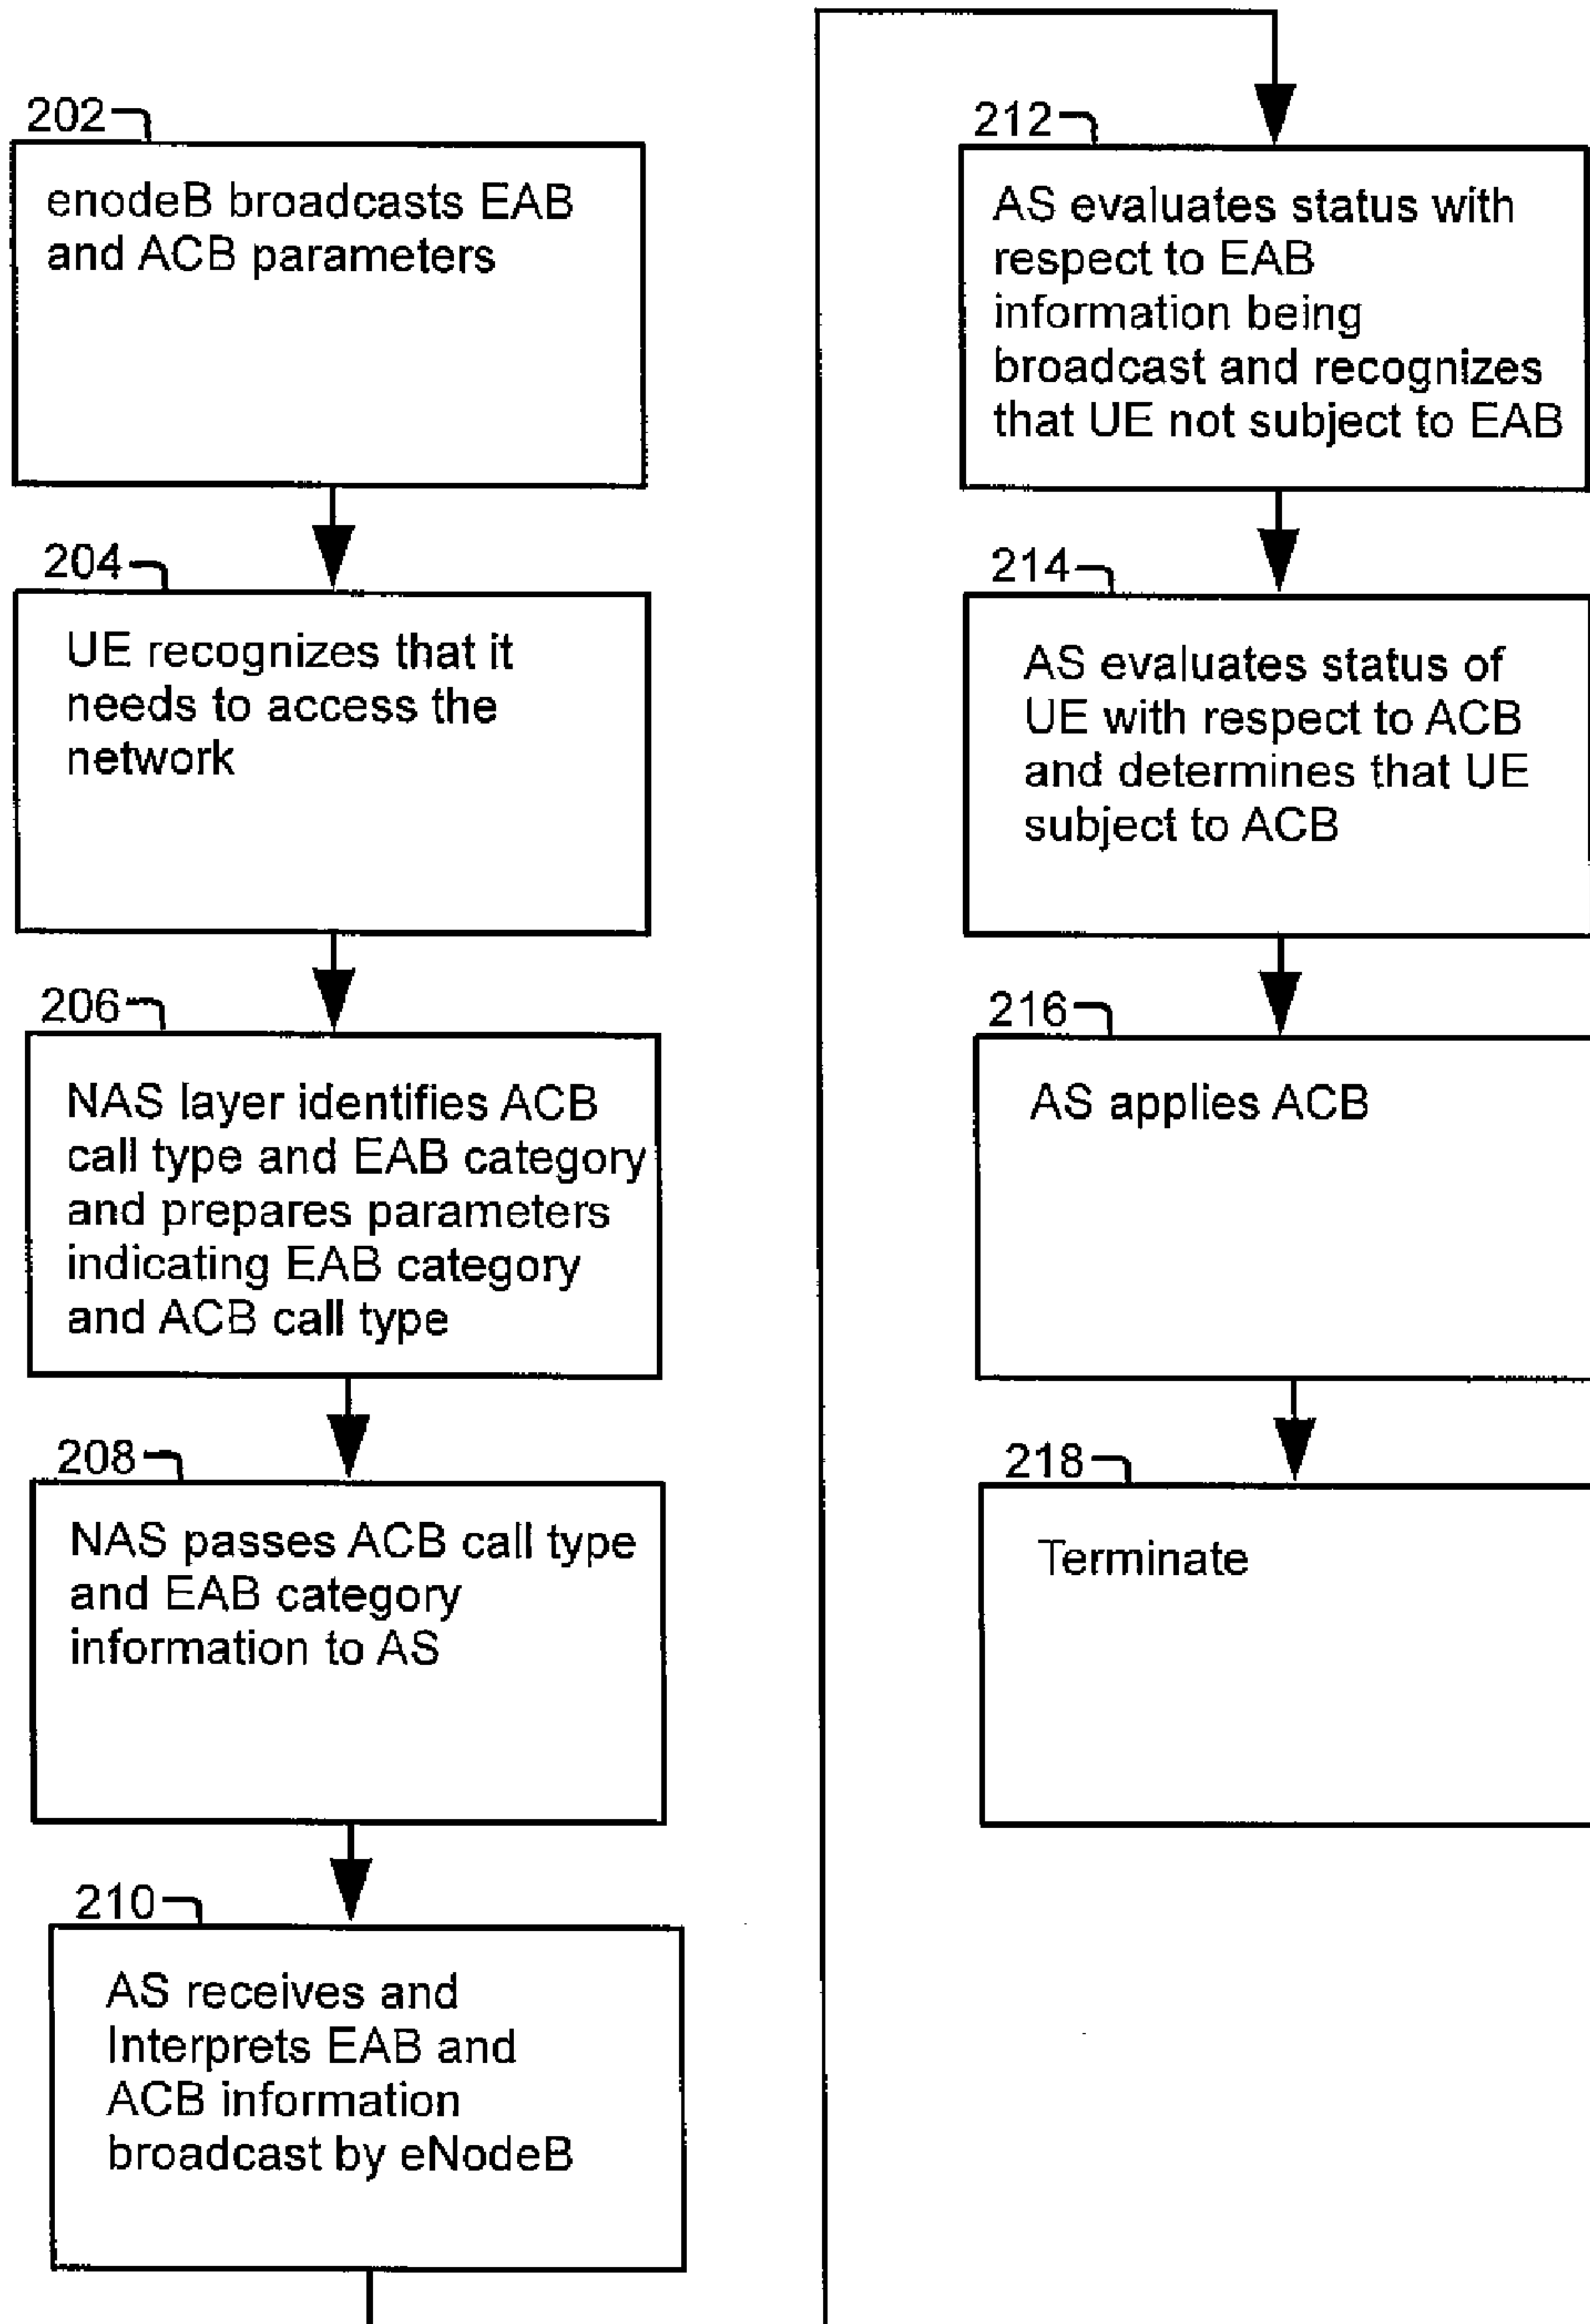 202
enodeB broadcasts EAB
and ACB parameters
204
UE recognizes that it
needs to access the
network
206
NAS layer identifies ACB
call type and EAB category
and prepares parameters
indicating EAB category
and ACB call type
208
NAS passes ACB call type
and EAB category
information to AS
210
AS receives and
Interprets EAB and
ACB information
broadcast by eNodeB
212
AS evaluates status with
respect to EAB
information being
broadcast and recognizes
that UE not subject to EAB
214
AS evaluates status of
UE with respect to ACB
and determines that UE
subject to ACB
216
AS applies ACB
218
Terminate